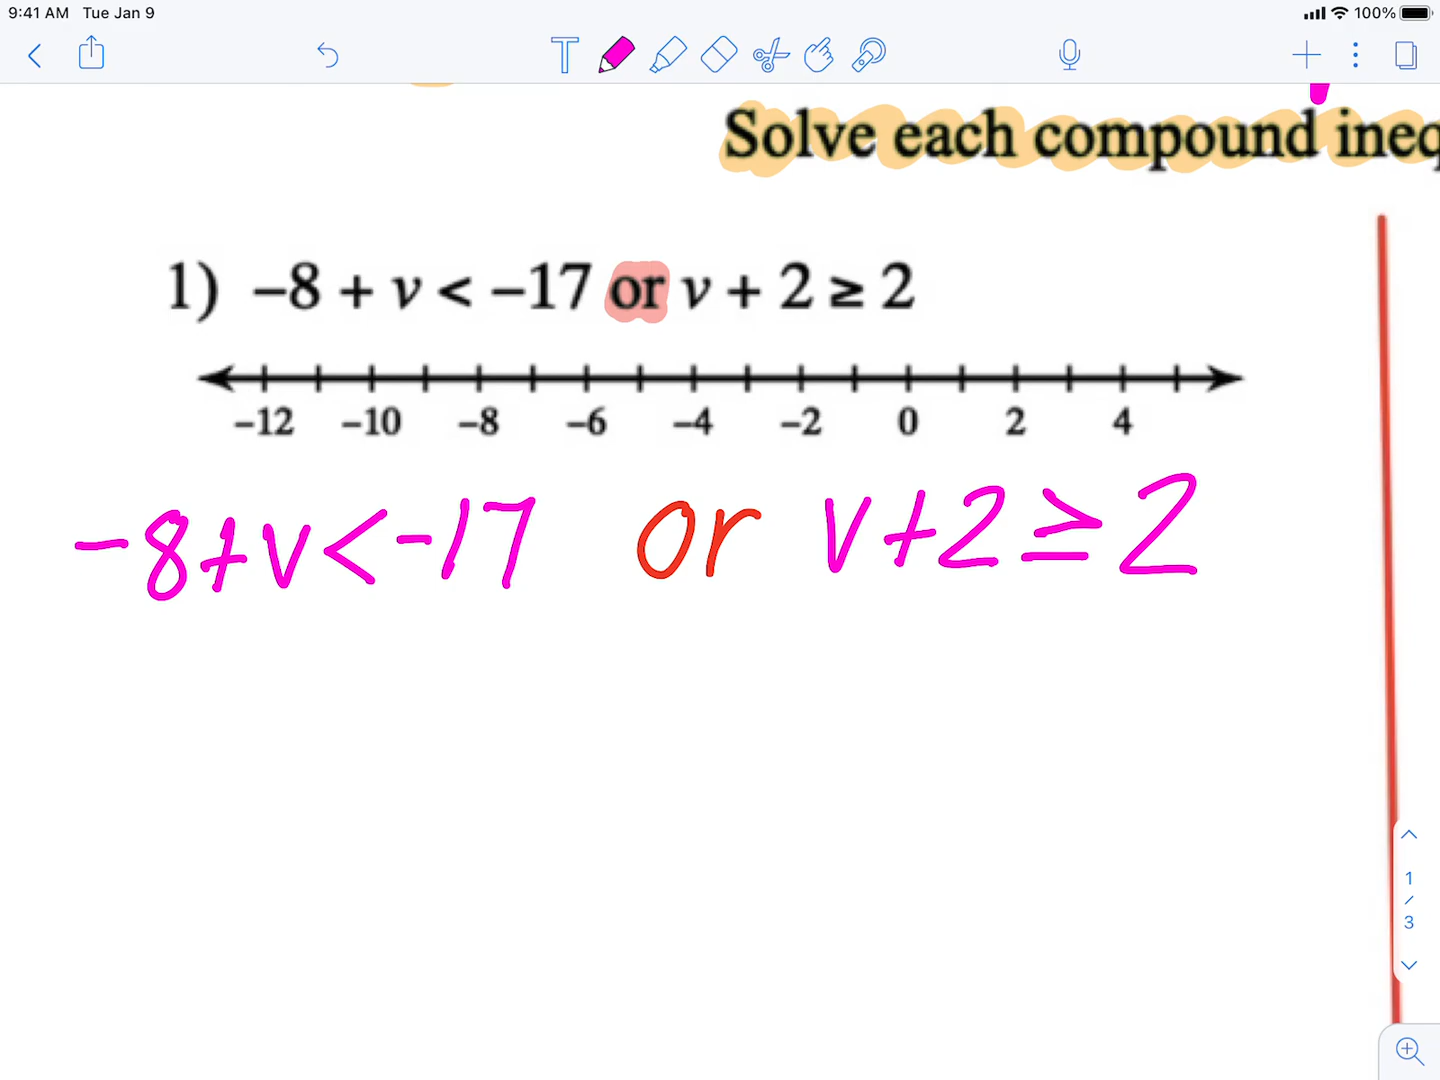 9:41 AM Tue Jan 9 100%
T
Solve each compound ineq
1) −8 + v < −17 or v + 2 ≥ 2
−12 −10 −8 −6 −4 −2 0 2 4
-8+v<-17 or v+2≥2
1
/
3